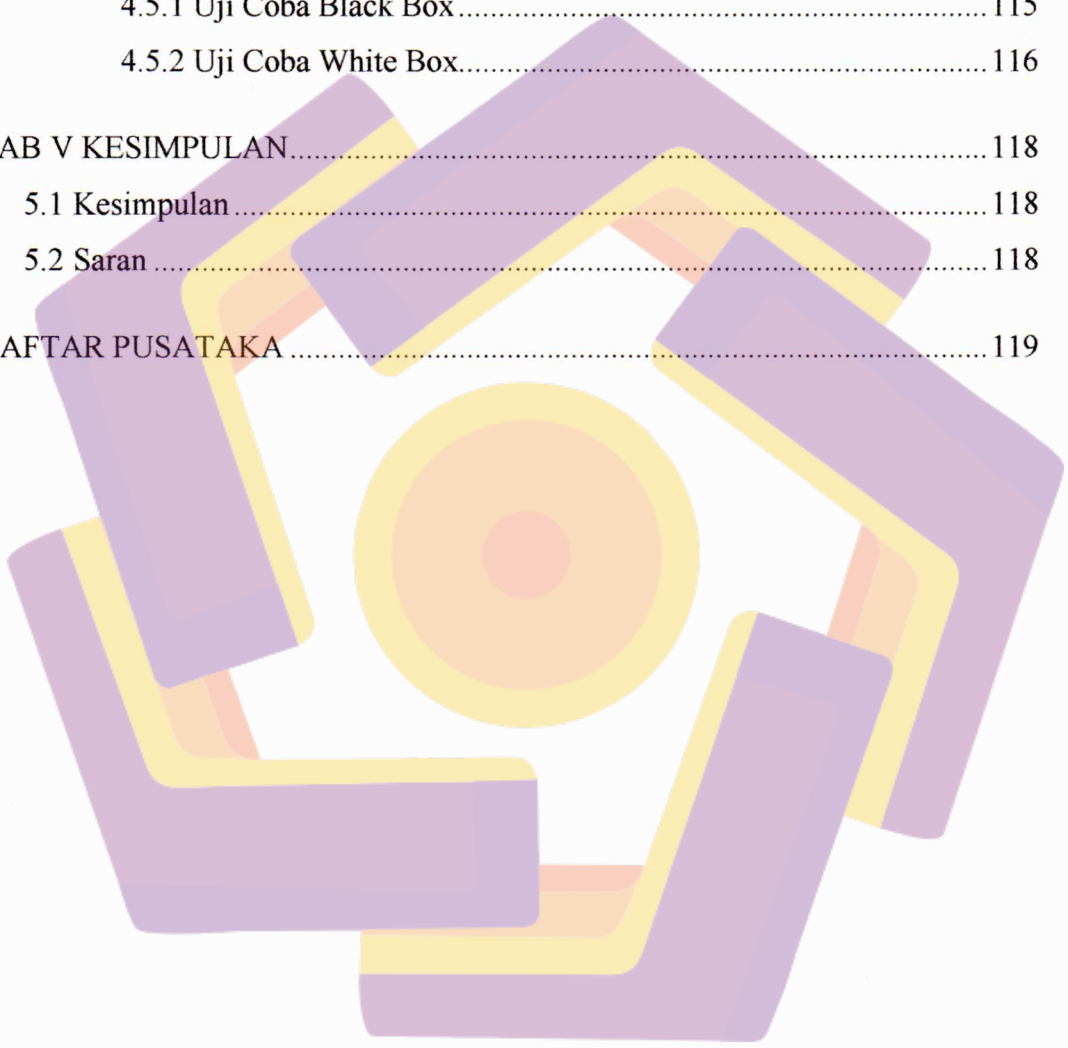 4.5.1 Uji Coba Black Box................................................................115
4.5.2 Uji Coba White Box................................................................116
AB V KESIMPULAN................................................................118
5.1 Kesimpulan................................................................118
5.2 Saran................................................................118
AFTAR PUSATAKA................................................................119